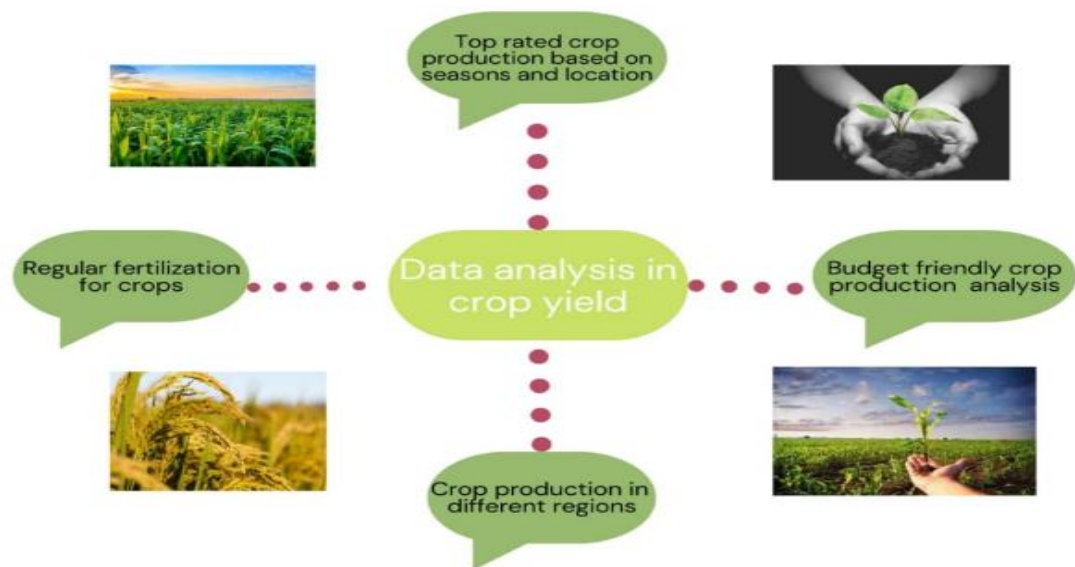 Top rated crop
production based on
seasons and location
Regular fertilization
for crops
Data analysis in
crop yield
Budget friendly crop
production analysis
Crop production in
different regions